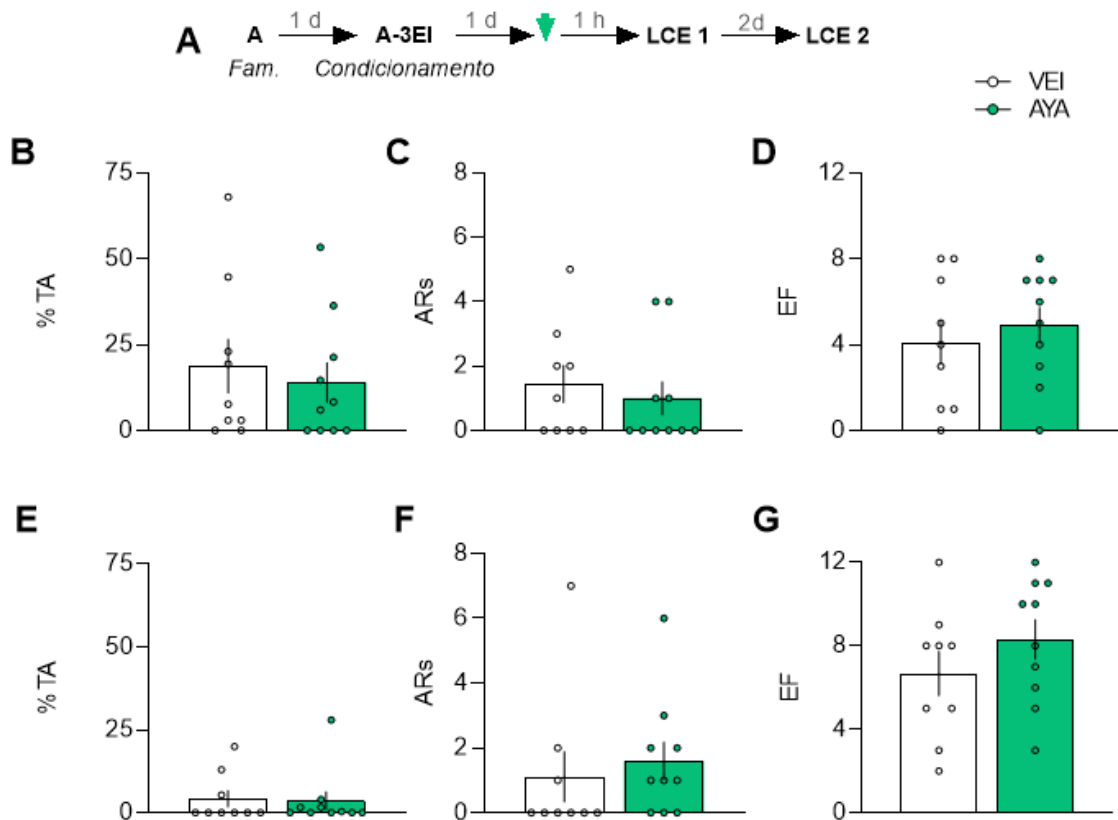 A A 1 d A-3EI 1 d 1 h LCE 1 2d LCE 2
Fam. Condicionamento
VEI
AYA
B
% TA
75
50
25
0
C
ARs
8
6
4
2
0
D
EF
12
8
4
0
E
% TA
75
50
25
0
F
ARs
8
6
4
2
0
G
EF
12
8
4
0